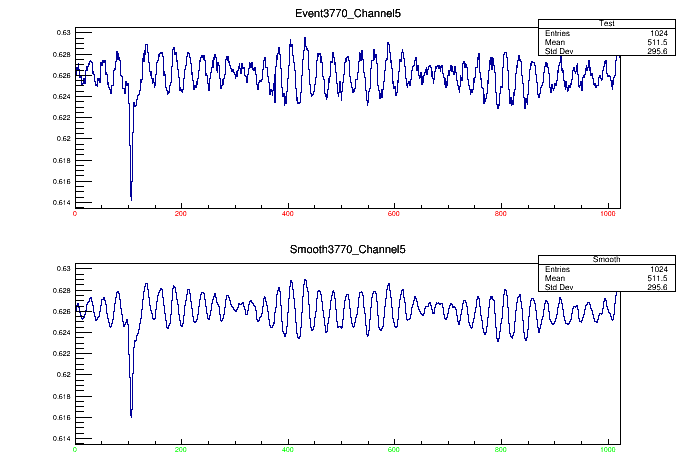 Event3770_Channel5
Test
Entries 1024
Mean 511.5
Std Dev 295.6
0.63
0.628
0.626
0.624
0.622
0.62
0.618
0.616
0.614
0 200 400 600 800 1000
Smooth3770_Channel5
Smooth
Entries 1024
Mean 511.5
Std Dev 295.6
0.63
0.628
0.626
0.624
0.622
0.62
0.618
0.616
0.614
0 200 400 600 800 1000